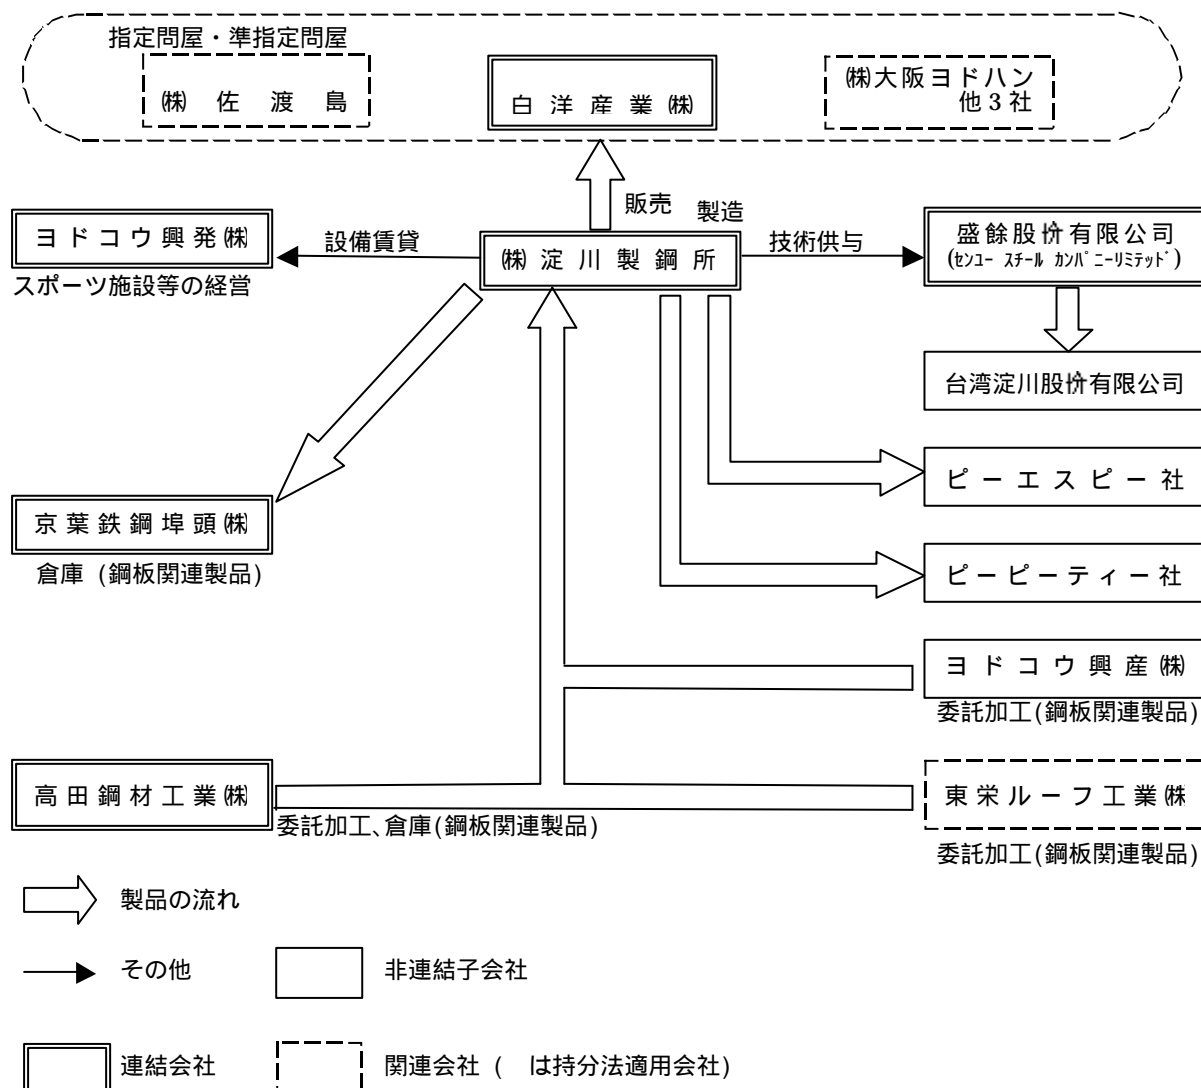 指定問屋・準指定問屋
㈱ 佐 渡 島
白 洋 産 業 ㈱
㈱大阪ヨドハン
他3社
販売
製造
ヨ ド コ ウ 興 発 ㈱
設備賃貸
㈱ 淀 川 製 鋼 所
技術供与
盛餘股份有限公司
(センユー スチール カンパニーリミテッド)
スポーツ施設等の経営
台湾淀川股份有限公司
ピ ー エ ス ピ ー 社
京 葉 鉄 鋼 埠 頭 ㈱
倉庫 (鋼板関連製品)
ピ ー ピ ー テ ィ ー 社
ヨ ド コ ウ 興 産 ㈱
委託加工(鋼板関連製品)
高 田 鋼 材 工 業 ㈱
東 栄 ル ー フ 工 業 ㈱
委託加工、倉庫(鋼板関連製品)
委託加工(鋼板関連製品)
製品の流れ
その他
非連結子会社
連結会社
関連会社 ( は持分法適用会社)